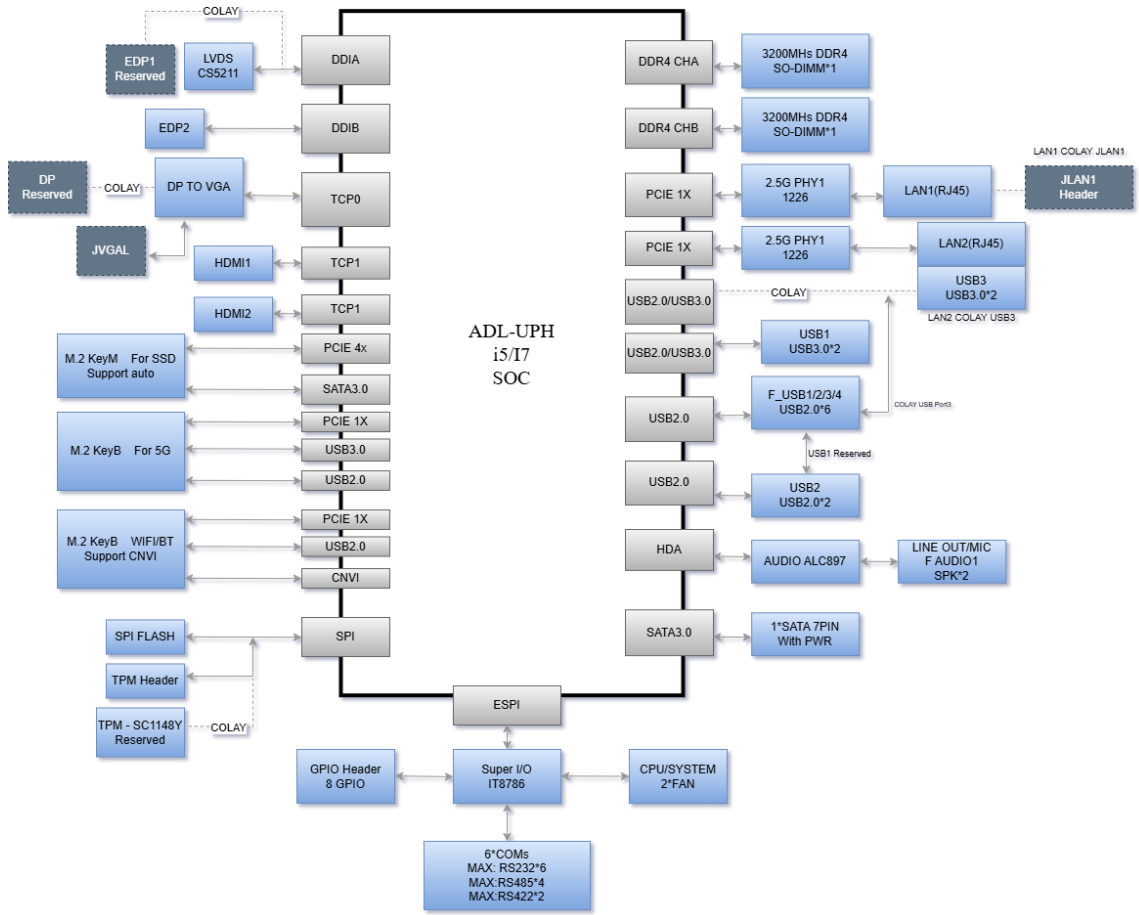 COLAY
EDP1
Reserved
LVDS
CS5211
DDIA
EDP2
DDIB
DP
Reserved
COLAY
DP TO VGA
TCP0
JVGAL
HDMI1
TCP1
HDMI2
TCP1
M.2 KeyM For SSD
Support auto
PCIE 4x
SATA3.0
M.2 KeyB For 5G
PCIE 1X
USB3.0
USB2.0
M.2 KeyB WIFI/BT
Support CNVI
PCIE 1X
USB2.0
CNVI
SPI FLASH
SPI
TPM Header
TPM - SC1148Y
Reserved
COLAY
ADL-UPH
i5/I7
SOC
DDR4 CHA
3200MHs DDR4
SO-DIMM*1
DDR4 CHB
3200MHs DDR4
SO-DIMM*1
LAN1 COLAY JLAN1
PCIE 1X
2.5G PHY1
1226
LAN1(RJ45)
JLAN1
Header
PCIE 1X
2.5G PHY1
1226
LAN2(RJ45)
USB2.0/USB3.0
COLAY
USB3
USB3.0*2
LAN2 COLAY USB3
USB2.0/USB3.0
USB1
USB3.0*2
USB2.0
F_USB1/2/3/4
USB2.0*6
COLAY USB Port3
USB1 Reserved
USB2.0
USB2
USB2.0*2
HDA
AUDIO ALC897
LINE OUT/MIC
F AUDIO1
SPK*2
SATA3.0
1*SATA 7PIN
With PWR
ESPI
GPIO Header
8 GPIO
Super I/O
IT8786
CPU/SYSTEM
2*FAN
6*COMs
MAX: RS232*6
MAX:RS485*4
MAX:RS422*2